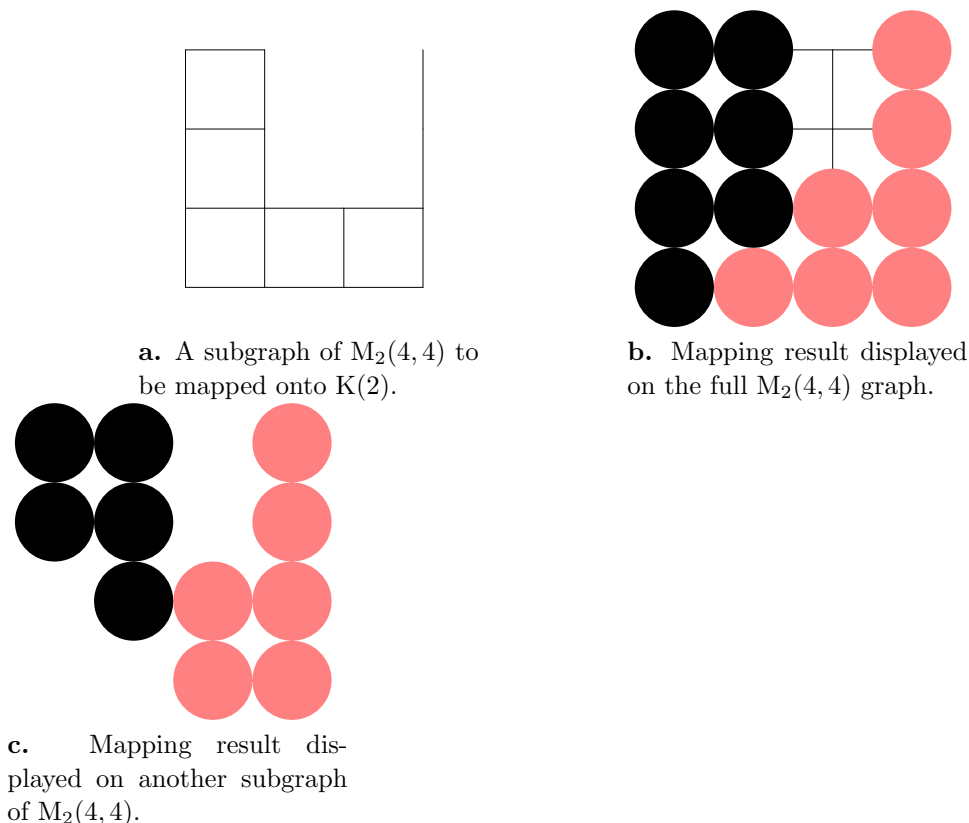 a. A subgraph of M₂(4, 4) to
be mapped onto K(2).
b. Mapping result displayed
on the full M₂(4, 4) graph.
c. Mapping result dis-
played on another subgraph
of M₂(4, 4).